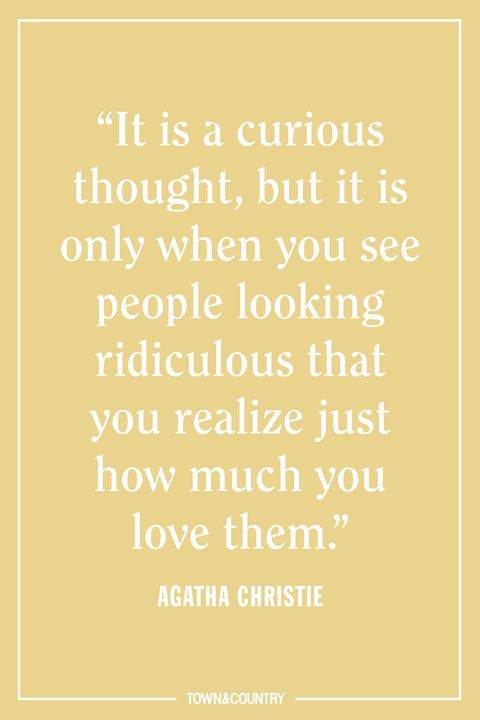 “It is a curious
thought, but it is
only when you see
people looking
ridiculous that
you realize just
how much you
love them.”
AGATHA CHRISTIE
TOWN&COUNTRY